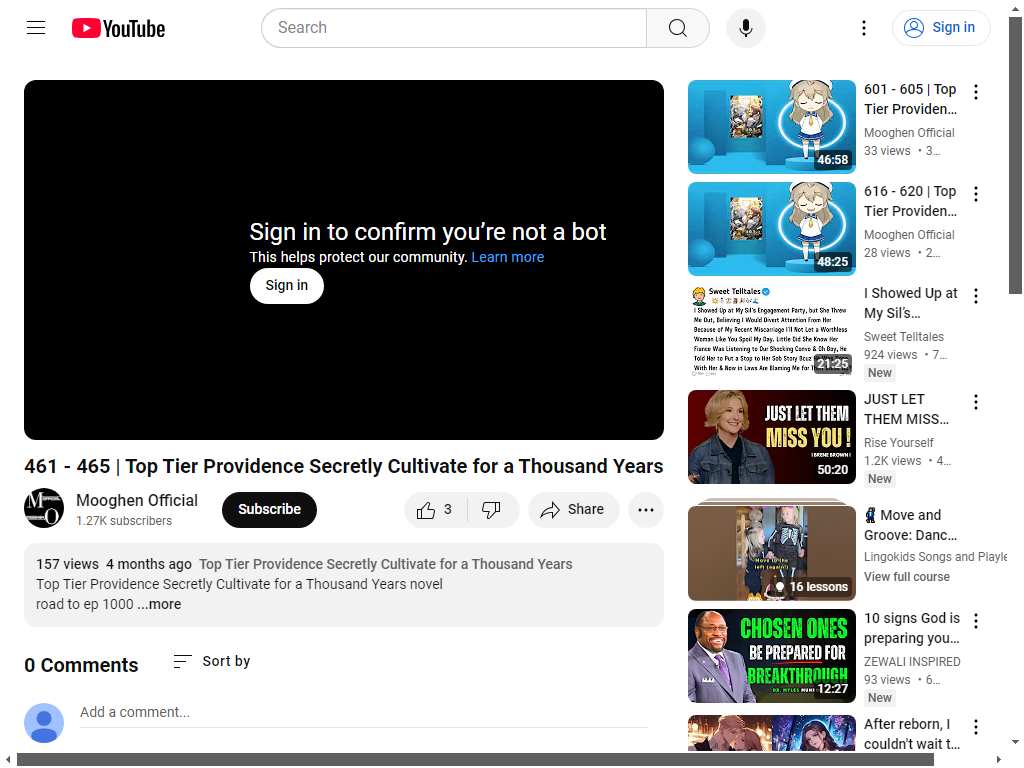 YouTube
Search
Sign in
Sign in to confirm you’re not a bot
This helps protect our community. Learn more
Sign in
461 - 465 | Top Tier Providence Secretly Cultivate for a Thousand Years
Mooghen Official
1.27K subscribers
Subscribe
3
Share
157 views 4 months ago Top Tier Providence Secretly Cultivate for a Thousand Years
Top Tier Providence Secretly Cultivate for a Thousand Years novel
road to ep 1000 ...more
0 Comments
Sort by
Add a comment...
46:58
601 - 605 | Top
Tier Providen...
Mooghen Official
33 views • 3...
48:25
616 - 620 | Top
Tier Providen...
Mooghen Official
28 views • 2...
Sweet Telltales
I Showed Up at My Sil's Engagement Party, but She Threw
Me Out, Believing I Would Divert Attention From Her
Because of My Recent Miscarriage I'll Not Let a Worthless
Woman Like You Spoil My Day. Little Did She Know Her
Fiance Was Listening to Our Shocking Convo & Oh Boy, He
Told Her to Put a Stop to Her Sob Story Bcuz
With Her & Now in Laws Are Blaming Me for
21:25
I Showed Up at
My Sil’s...
Sweet Telltales
924 views • 7...
New
JUST LET THEM
MISS YOU !
I BRENE BROWN I
50:20
JUST LET
THEM MISS...
Rise Yourself
1.2K views • 4...
New
Move to the
left (again!)
16 lessons
Move and
Groove: Danc...
Lingokids Songs and Playle
View full course
CHOSEN ONES
BE PREPARED FOR
BREAKTHROUGH
DR. MYLES MUN
12:27
10 signs God is
preparing you...
ZEWALI INSPIRED
93 views • 6...
New
After reborn, I
couldn't wait t...